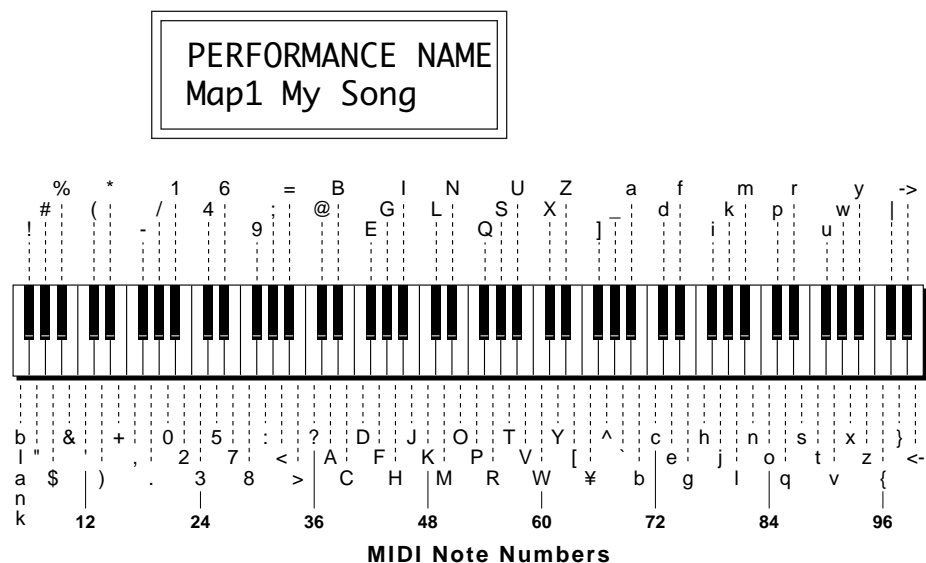 PERFORMANCE NAME
Map1 My Song
% * 1 6 = B I N U Z a f m r y ->
# ( / 4 ; @ G L S X _ d k p w |
! - 9 E Q ] i u
b & + 0 5 : ? D J O T Y ^ c h n s x }
l " ' , 2 7 < A F K P V [ ` e j o t z <-
a $ ) . 3 8 > C H M R W ¥ b g l q v {
n
k 12 24 36 48 60 72 84 96
MIDI Note Numbers